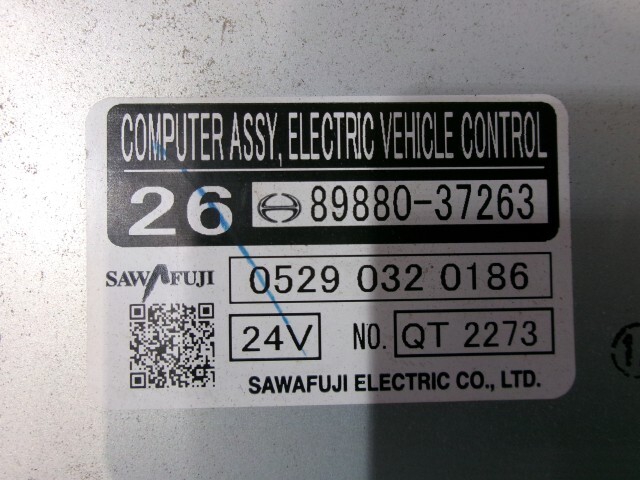 COMPUTER ASSY, ELECTRIC VEHICLE CONTROL
26 89880-37263
SAWAFUJI 0529 032 0186
24V NO. QT 2273
SAWAFUJI ELECTRIC CO., LTD.